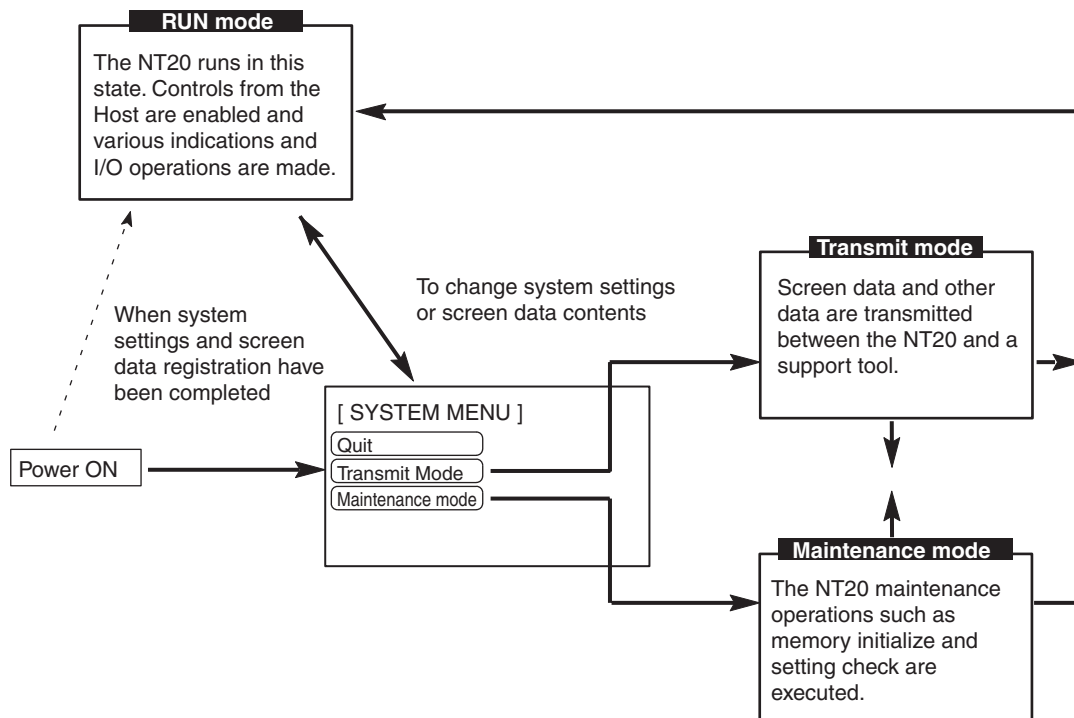 RUN mode
The NT20 runs in this
state. Controls from the
Host are enabled and
various indications and
I/O operations are made.
Transmit mode
Screen data and other
data are transmitted
between the NT20 and a
support tool.
To change system settings
or screen data contents
When system
settings and screen
data registration have
been completed
[ SYSTEM MENU ]
Quit
Transmit Mode
Maintenance mode
Power ON
Maintenance mode
The NT20 maintenance
operations such as
memory initialize and
setting check are
executed.